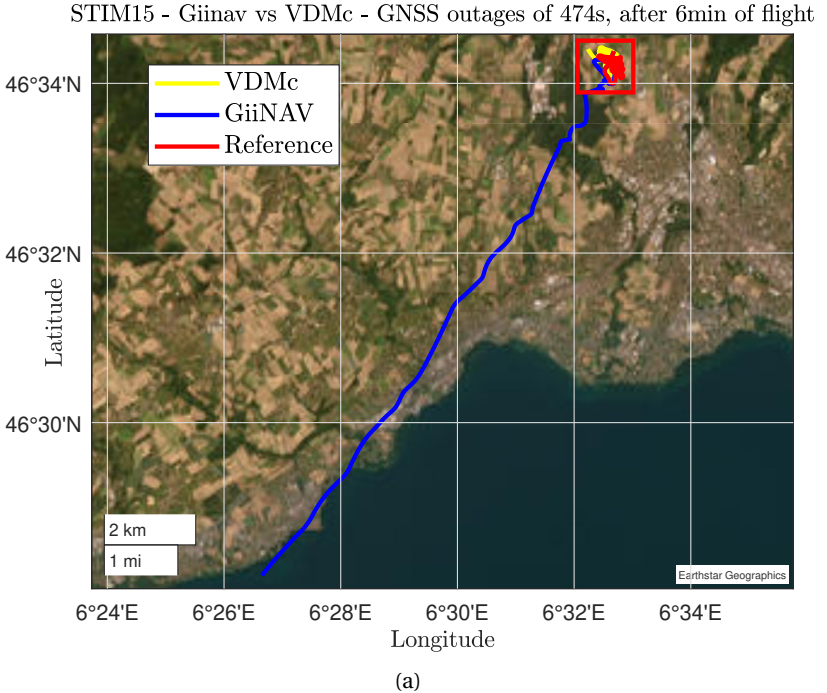 STIM15 - Giinav vs VDMc - GNSS outages of 474s, after 6min of flight
46°34'N
VDMc
GiiNAV
Reference
46°32'N
Latitude
46°30'N
2 km
1 mi
Earthstar Geographics
6°24'E 6°26'E 6°28'E 6°30'E 6°32'E 6°34'E
Longitude
(a)